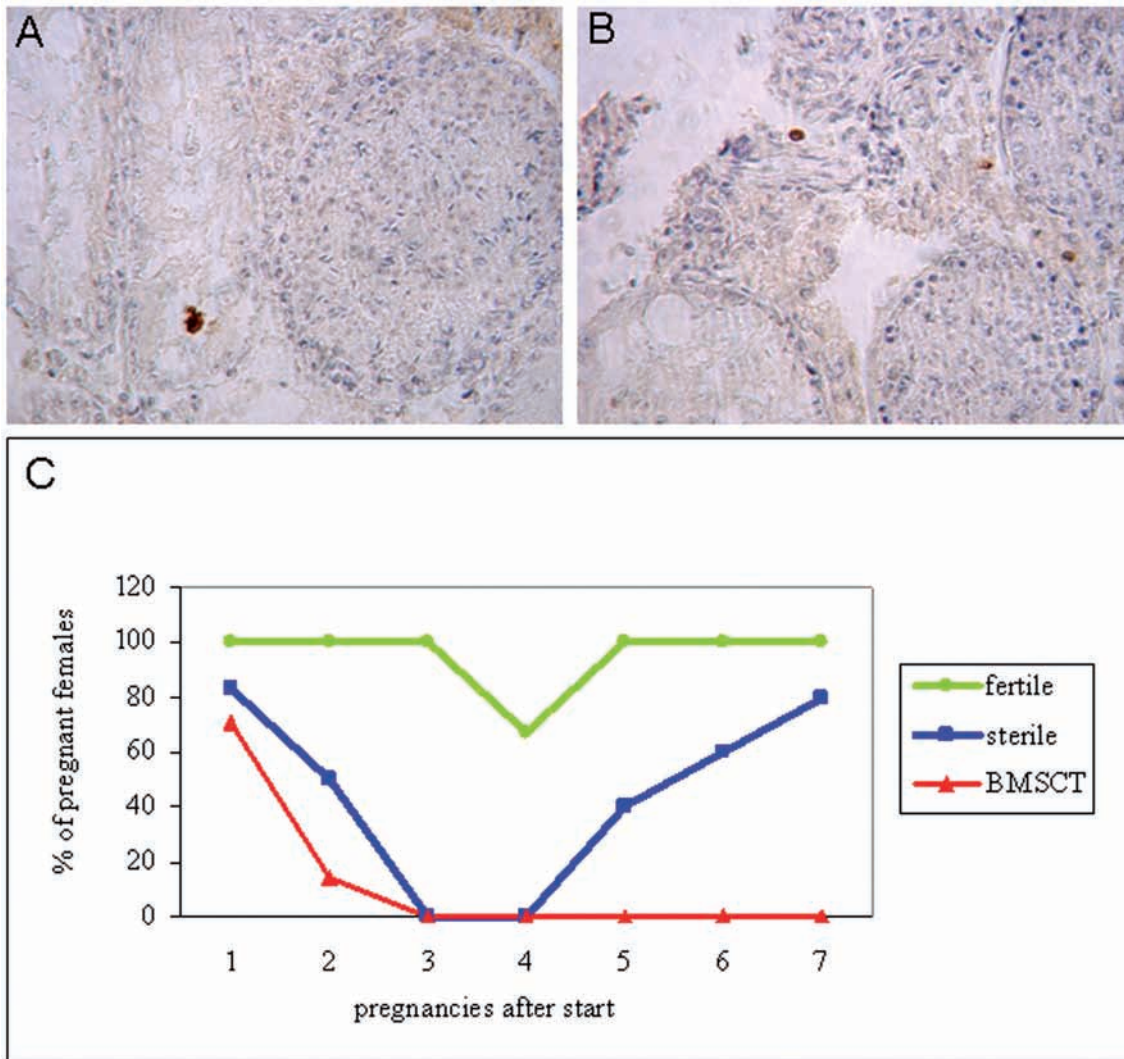 A
B
C
120
100
80
60
40
20
0
% of pregnant females
1 2 3 4 5 6 7
pregnancies after start
fertile
sterile
BMSCT